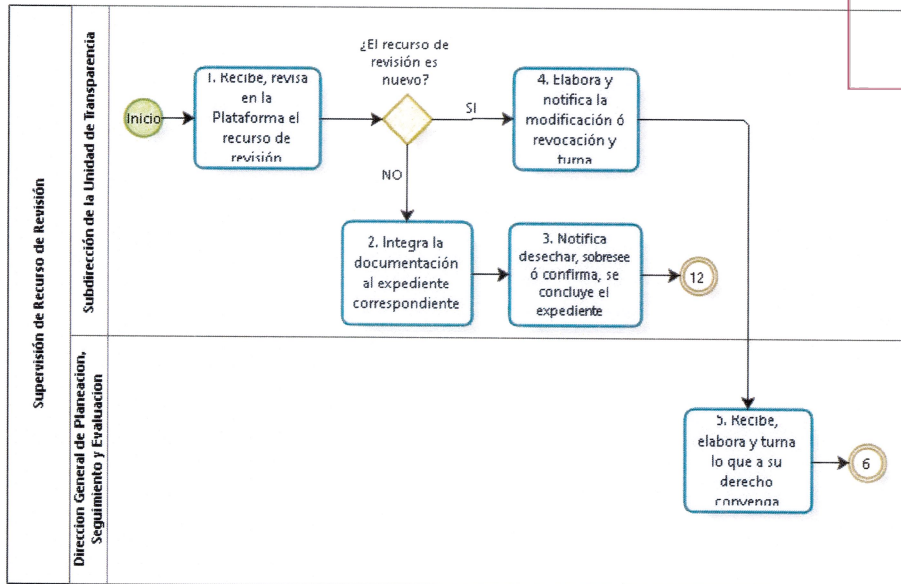 Supervisión de Recurso de Revisión
Subdirección de la Unidad de Transparencia
Inicio
1. Recibe, revisa
en la
Plataforma el
recurso de
revisión
¿El recurso de
revisión es
nuevo?
SI
NO
4. Elabora y
notifica la
modificación ó
revocación y
turna
2. Integra la
documentación
al expediente
correspondiente
3. Notifica
desechar, sobresee
ó confirma, se
concluye el
expediente
12
Direccion General de Planeacion,
Seguimiento y Evaluacion
5. Recibe,
elabora y turna
lo que a su
derecho
convenga
6